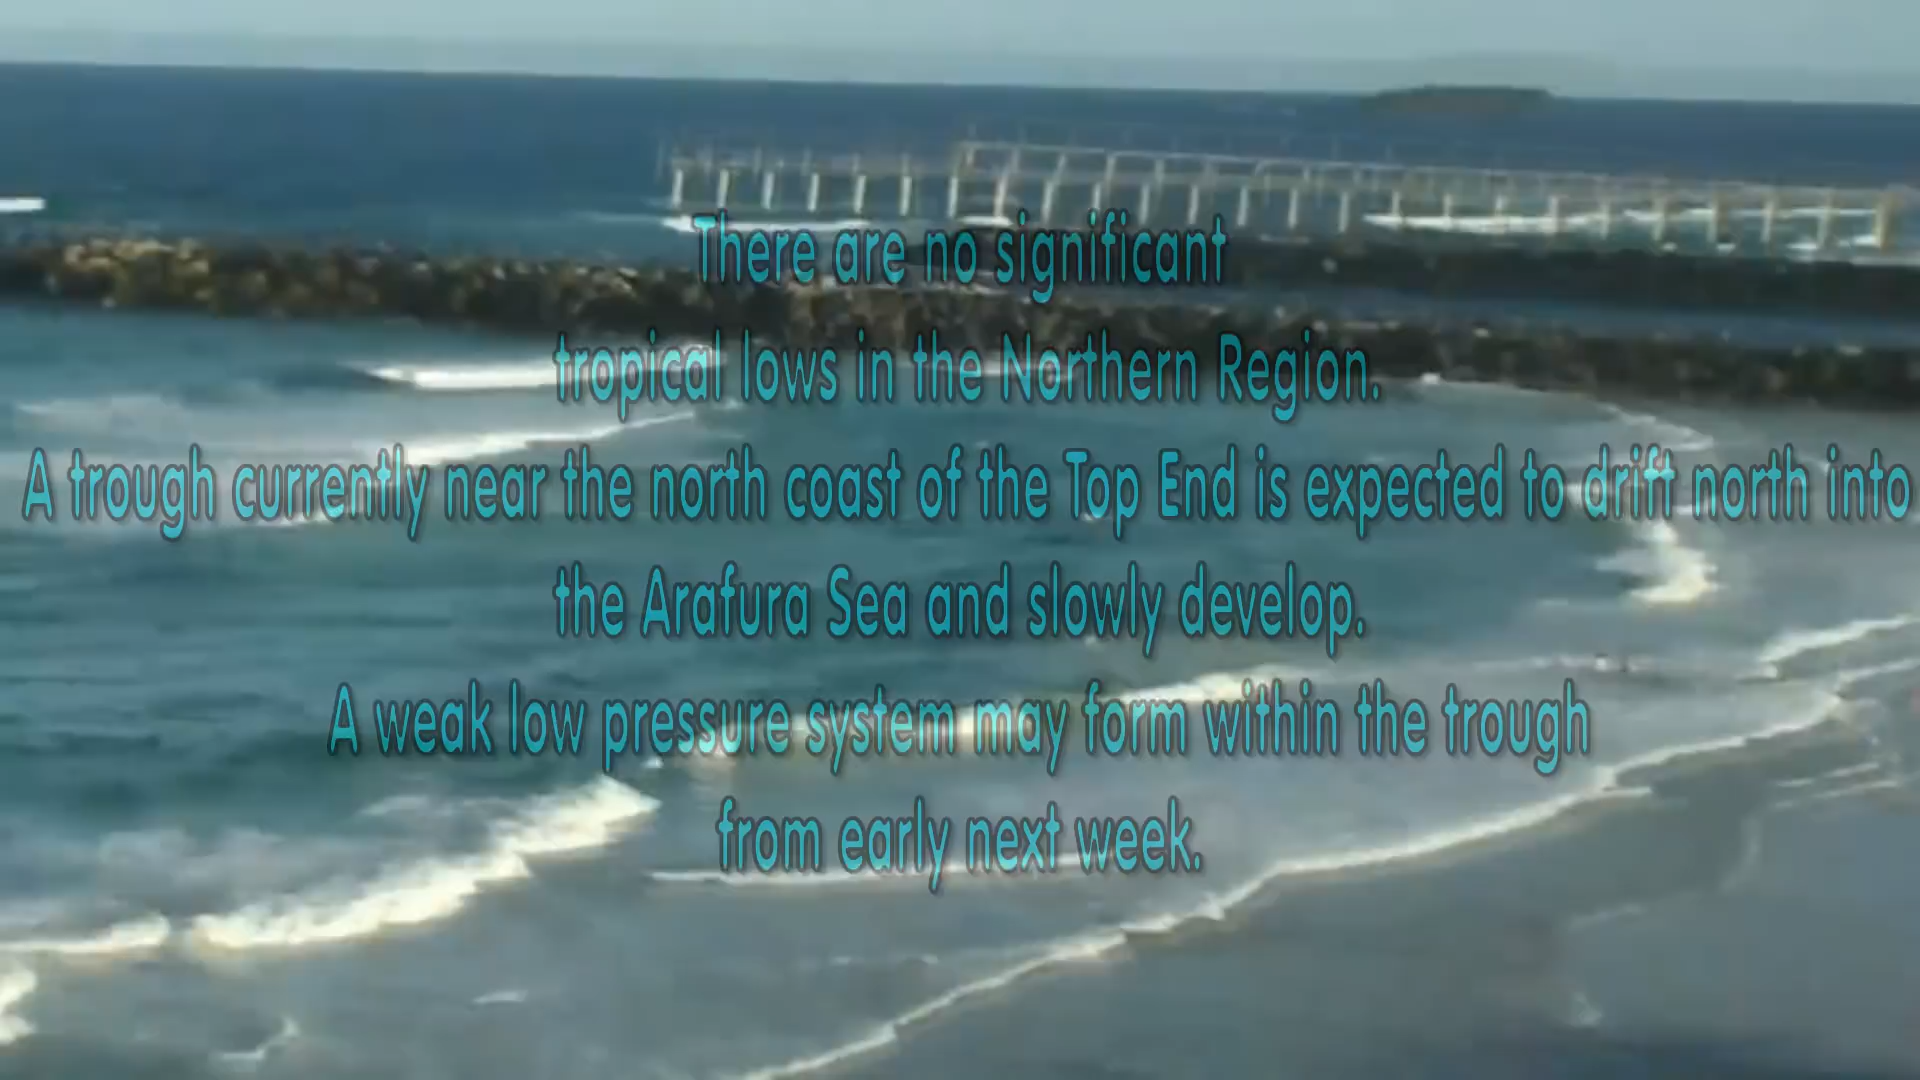 There are no significant
tropical lows in the Northern Region.
A trough currently near the north coast of the Top End is expected to drift north into
the Arafura Sea and slowly develop.
A weak low pressure system may form within the trough
from early next week.